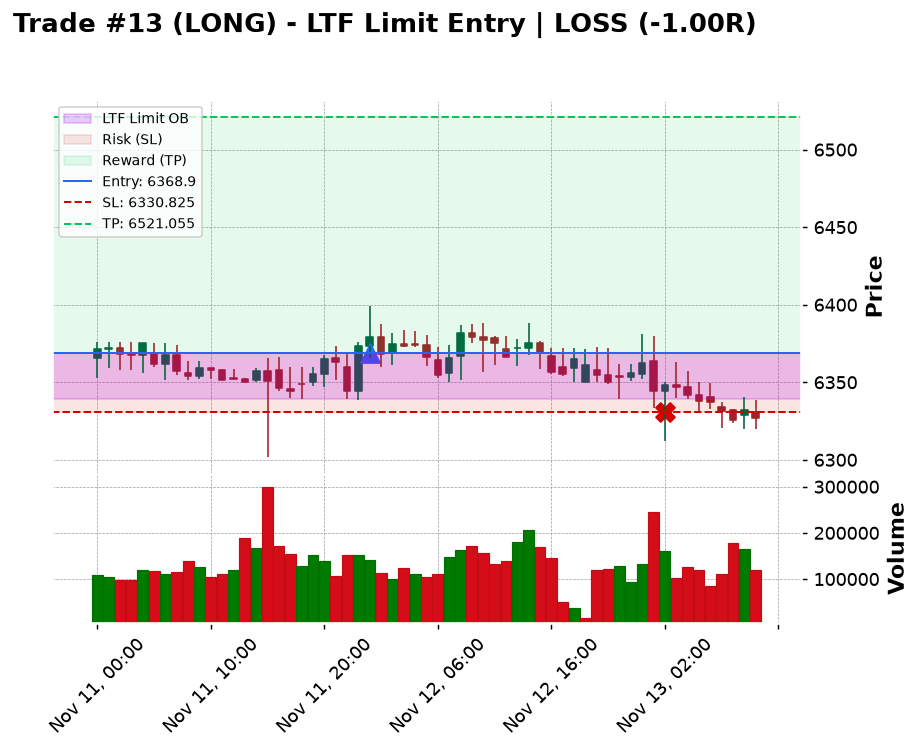 Trade #13 (LONG) - LTF Limit Entry | LOSS (-1.00R)
LTF Limit OB
Risk (SL)
Reward (TP)
Entry: 6368.9
SL: 6330.825
TP: 6521.055
6500
6450
6400
6350
6300
Price
300000
200000
100000
Volume
Nov 11, 00:00
Nov 11, 10:00
Nov 11, 20:00
Nov 12, 06:00
Nov 12, 16:00
Nov 13, 02:00